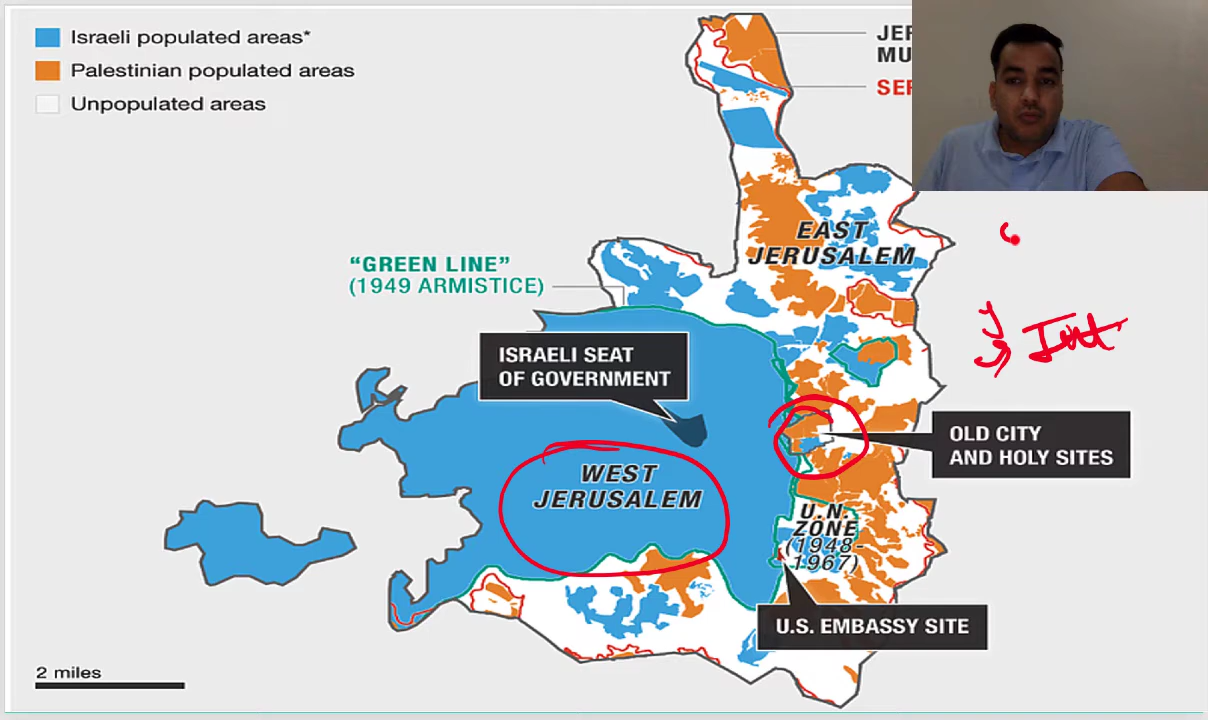 Israeli populated areas*
Palestinian populated areas
Unpopulated areas
"GREEN LINE"
(1949 ARMISTICE)
EAST
JERUSALEM
ISRAELI SEAT
OF GOVERNMENT
OLD CITY
AND HOLY SITES
WEST
JERUSALEM
U.N.
ZONE
(1948-
1967)
U.S. EMBASSY SITE
2 miles